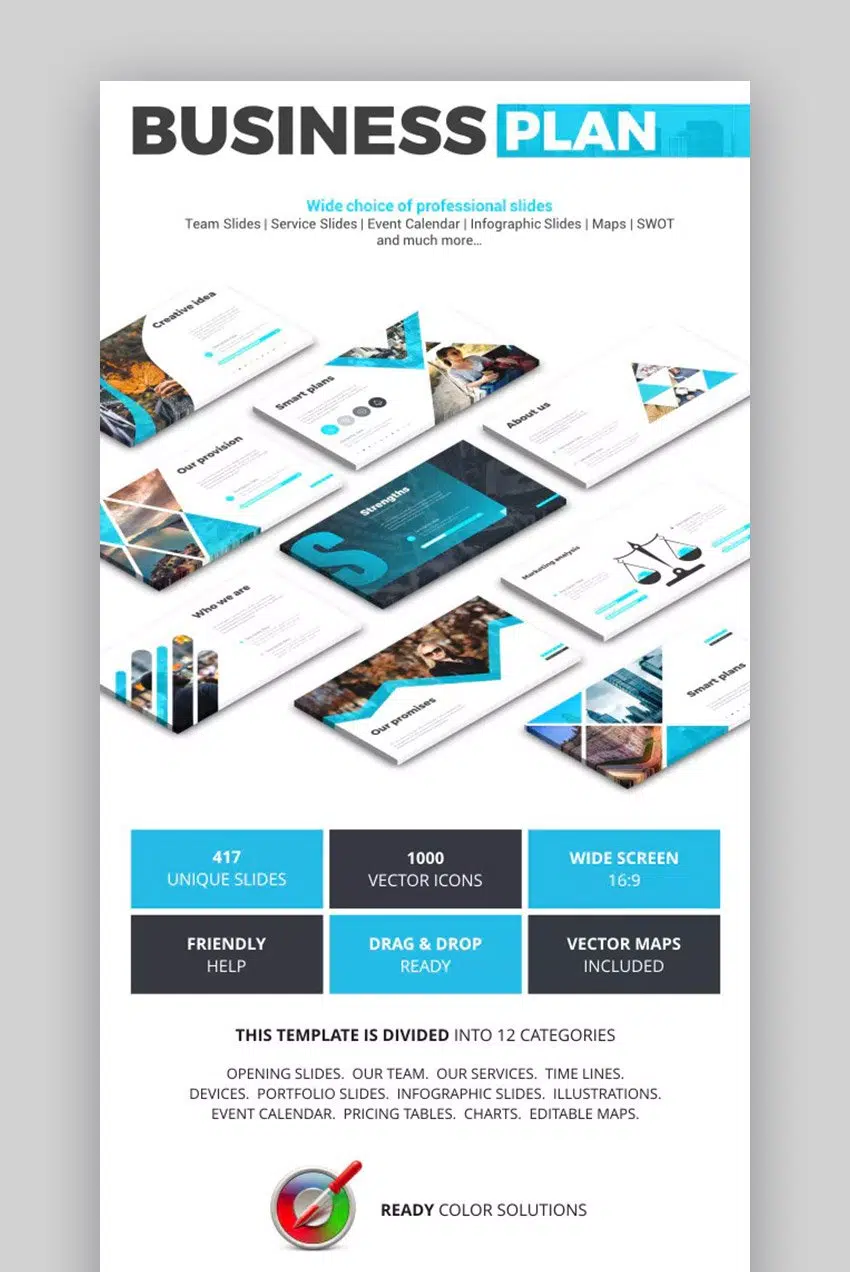 BUSINESS PLAN
Wide choice of professional slides
Team Slides | Service Slides | Event Calendar | Infographic Slides | Maps | SWOT
and much more...
Creative idea
Smart plans
About us
Our provision
Strengths
S
Marketing analysis
Who we are
Our promises
Smart plans
417
UNIQUE SLIDES
1000
VECTOR ICONS
WIDE SCREEN
16:9
FRIENDLY
HELP
DRAG & DROP
READY
VECTOR MAPS
INCLUDED
THIS TEMPLATE IS DIVIDED INTO 12 CATEGORIES
OPENING SLIDES. OUR TEAM. OUR SERVICES. TIME LINES.
DEVICES. PORTFOLIO SLIDES. INFOGRAPHIC SLIDES. ILLUSTRATIONS.
EVENT CALENDAR. PRICING TABLES. CHARTS. EDITABLE MAPS.
READY COLOR SOLUTIONS